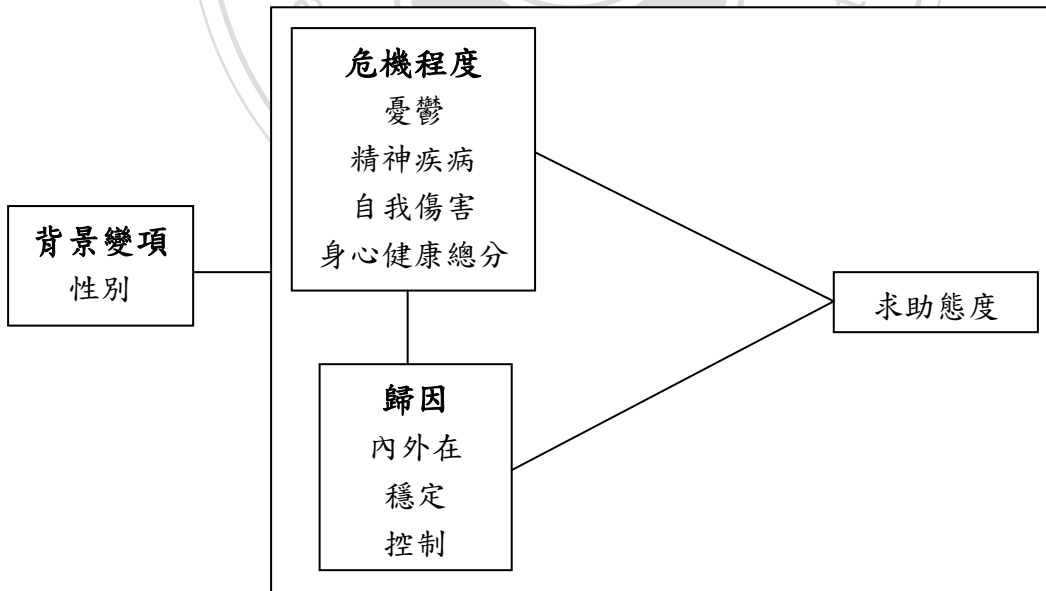 背景變項
性別
危機程度
憂鬱
精神疾病
自我傷害
身心健康總分
歸因
內外在
穩定
控制
求助態度